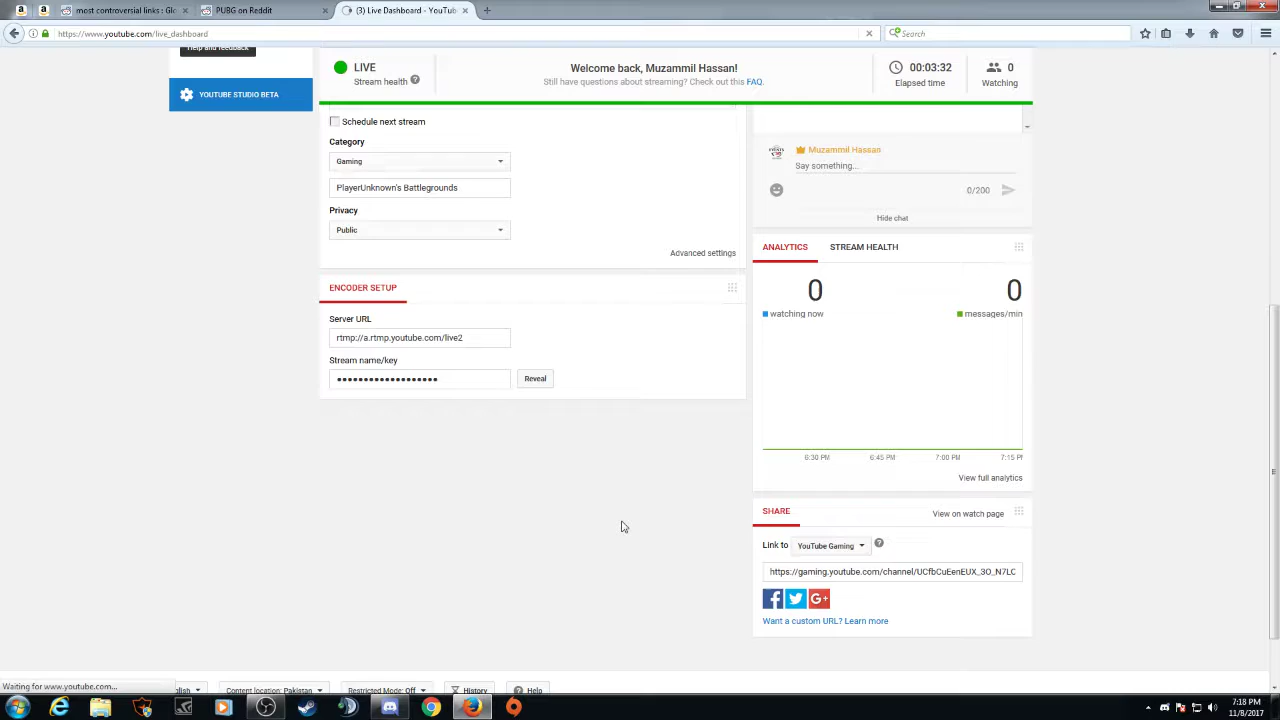 most controversial links : Glo
PUBG on Reddit
(3) Live Dashboard - YouTube
https://www.youtube.com/live_dashboard
Search
Help and feedback
YOUTUBE STUDIO BETA
LIVE
Stream health
Welcome back, Muzammil Hassan!
Still have questions about streaming? Check out this FAQ.
00:03:32
Elapsed time
0
Watching
Schedule next stream
Category
Gaming
PlayerUnknown's Battlegrounds
Privacy
Public
Advanced settings
ENCODER SETUP
Server URL
rtmp://a.rtmp.youtube.com/live2
Stream name/key
Reveal
Muzammil Hassan
Say something...
0/200
Hide chat
ANALYTICS STREAM HEALTH
0 0
watching now messages/min
6:30 PM 6:45 PM 7:00 PM 7:15 PM
View full analytics
SHARE
View on watch page
Link to YouTube Gaming
https://gaming.youtube.com/channel/UCfbCuEenEUX_3O_N7LC
Want a custom URL? Learn more
Waiting for www.youtube.com...
glish
Content location: Pakistan
Restricted Mode: Off
History
Help
7:18 PM
11/8/2017